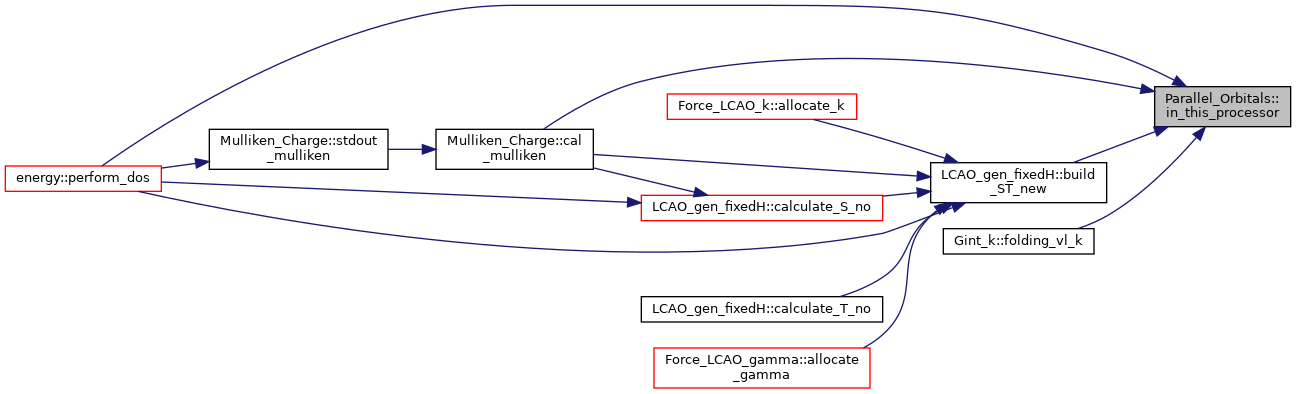 Parallel_Orbitals::
in_this_processor
Force_LCAO_k::allocate_k
Mulliken_Charge::stdout
_mulliken
Mulliken_Charge::cal
_mulliken
energy::perform_dos
LCAO_gen_fixedH::build
_ST_new
LCAO_gen_fixedH::calculate_S_no
Gint_k::folding_vl_k
LCAO_gen_fixedH::calculate_T_no
Force_LCAO_gamma::allocate
_gamma